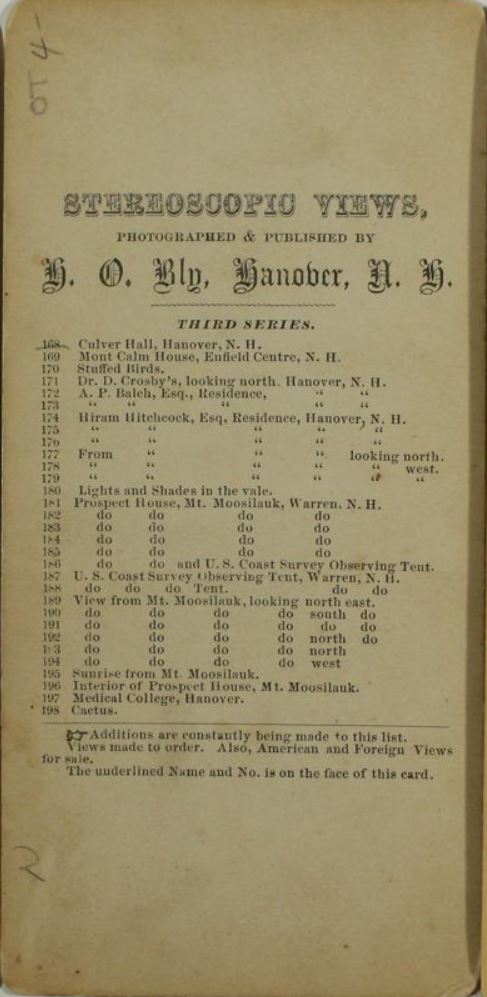 OT 4-
STEREOSCOPIC VIEWS,
PHOTOGRAPHED & PUBLISHED BY
H. O. Bly, Hanover, N. H.
THIRD SERIES.
168 Culver Hall, Hanover, N. H.
169 Mont Calm House, Enfield Centre, N. H.
170 Stuffed Birds.
171 Dr. D. Crosby's, looking north. Hanover, N. H.
172 A. P. Balch, Esq., Residence, " "
173 " " " " "
174 Hiram Hitchcock, Esq, Residence, Hanover, N. H.
175 " " " " "
176 " " " " "
177 From " " " looking north.
178 " " " " " west.
179 " " " " " "
180 Lights and Shades in the vale.
181 Prospect House, Mt. Moosilauk, Warren, N. H.
182 do do do do
183 do do do do
184 do do do do
185 do do do do
186 do do and U. S. Coast Survey Observing Tent.
187 U. S. Coast Survey Observing Tent, Warren, N. H.
188 do do do Tent. do do
189 View from Mt. Moosilauk, looking north east.
190 do do do do south do
191 do do do do do do
192 do do do do north do
193 do do do do north
194 do do do do west
195 Sunrise from Mt. Moosilauk.
196 Interior of Prospect House, Mt. Moosilauk.
197 Medical College, Hanover.
198 Cactus.
☞ Additions are constantly being made to this list.
Views made to order. Also, American and Foreign Views
for sale.
The underlined Name and No. is on the face of this card.